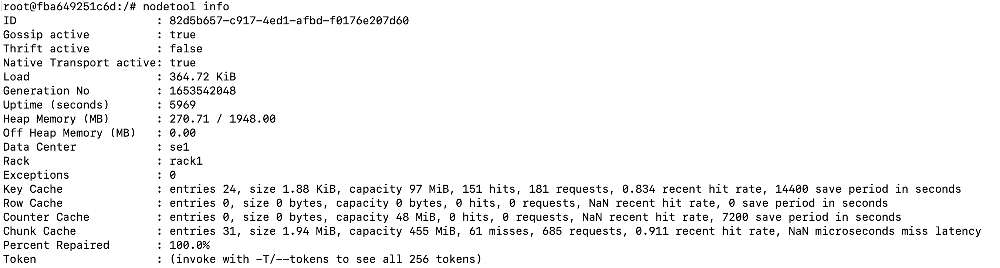 [root@fba649251c6d:/# nodetool info
ID                     : 82d5b657-c917-4ed1-afbd-f0176e207d60
Gossip active          : true
Thrift active          : false
Native Transport active: true
Load                   : 364.72 KiB
Generation No          : 1653542048
Uptime (seconds)       : 5969
Heap Memory (MB)       : 270.71 / 1948.00
Off Heap Memory (MB)   : 0.00
Data Center            : se1
Rack                   : rack1
Exceptions             : 0
Key Cache              : entries 24, size 1.88 KiB, capacity 97 MiB, 151 hits, 181 requests, 0.834 recent hit rate, 14400 save period in seconds
Row Cache              : entries 0, size 0 bytes, capacity 0 bytes, 0 hits, 0 requests, NaN recent hit rate, 0 save period in seconds
Counter Cache          : entries 0, size 0 bytes, capacity 48 MiB, 0 hits, 0 requests, NaN recent hit rate, 7200 save period in seconds
Chunk Cache            : entries 31, size 1.94 MiB, capacity 455 MiB, 61 misses, 685 requests, 0.911 recent hit rate, NaN microseconds miss latency
Percent Repaired       : 100.0%
Token                  : (invoke with -T/--tokens to see all 256 tokens)